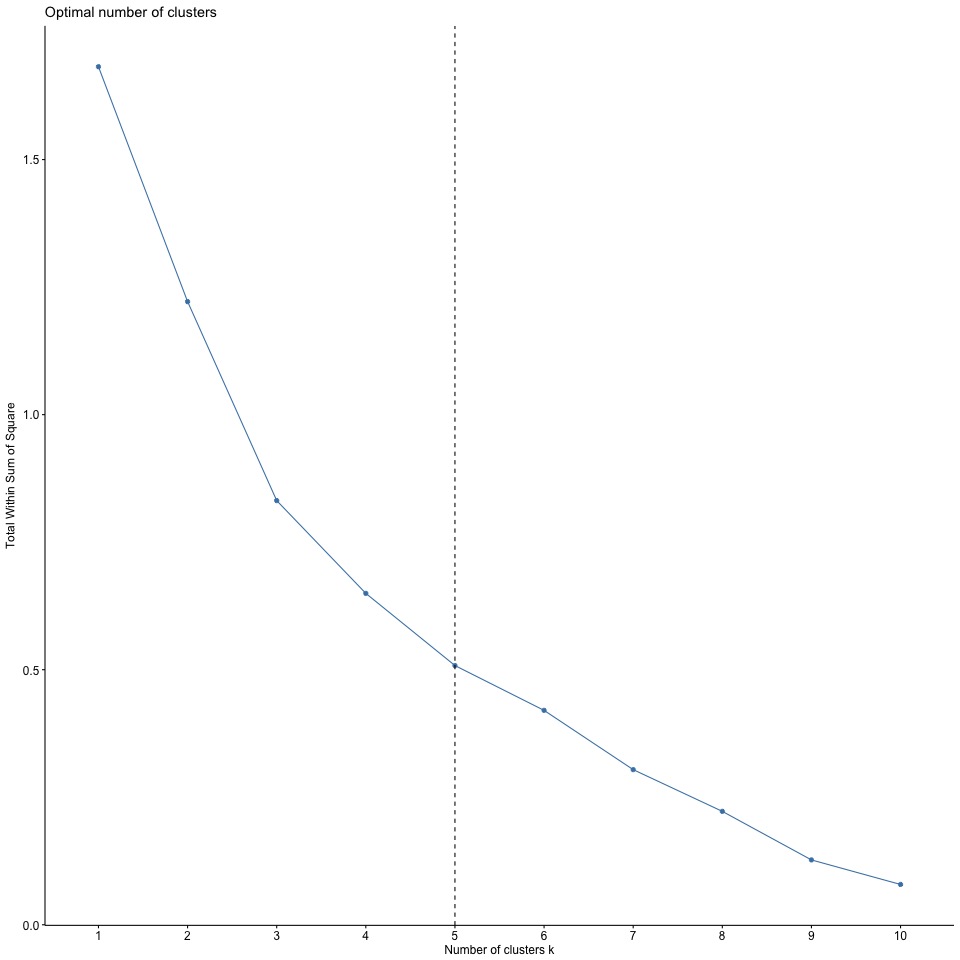 Optimal number of clusters
Total Within Sum of Square
1.5
1.0
0.5
0.0
1 2 3 4 5 6 7 8 9 10
Number of clusters k